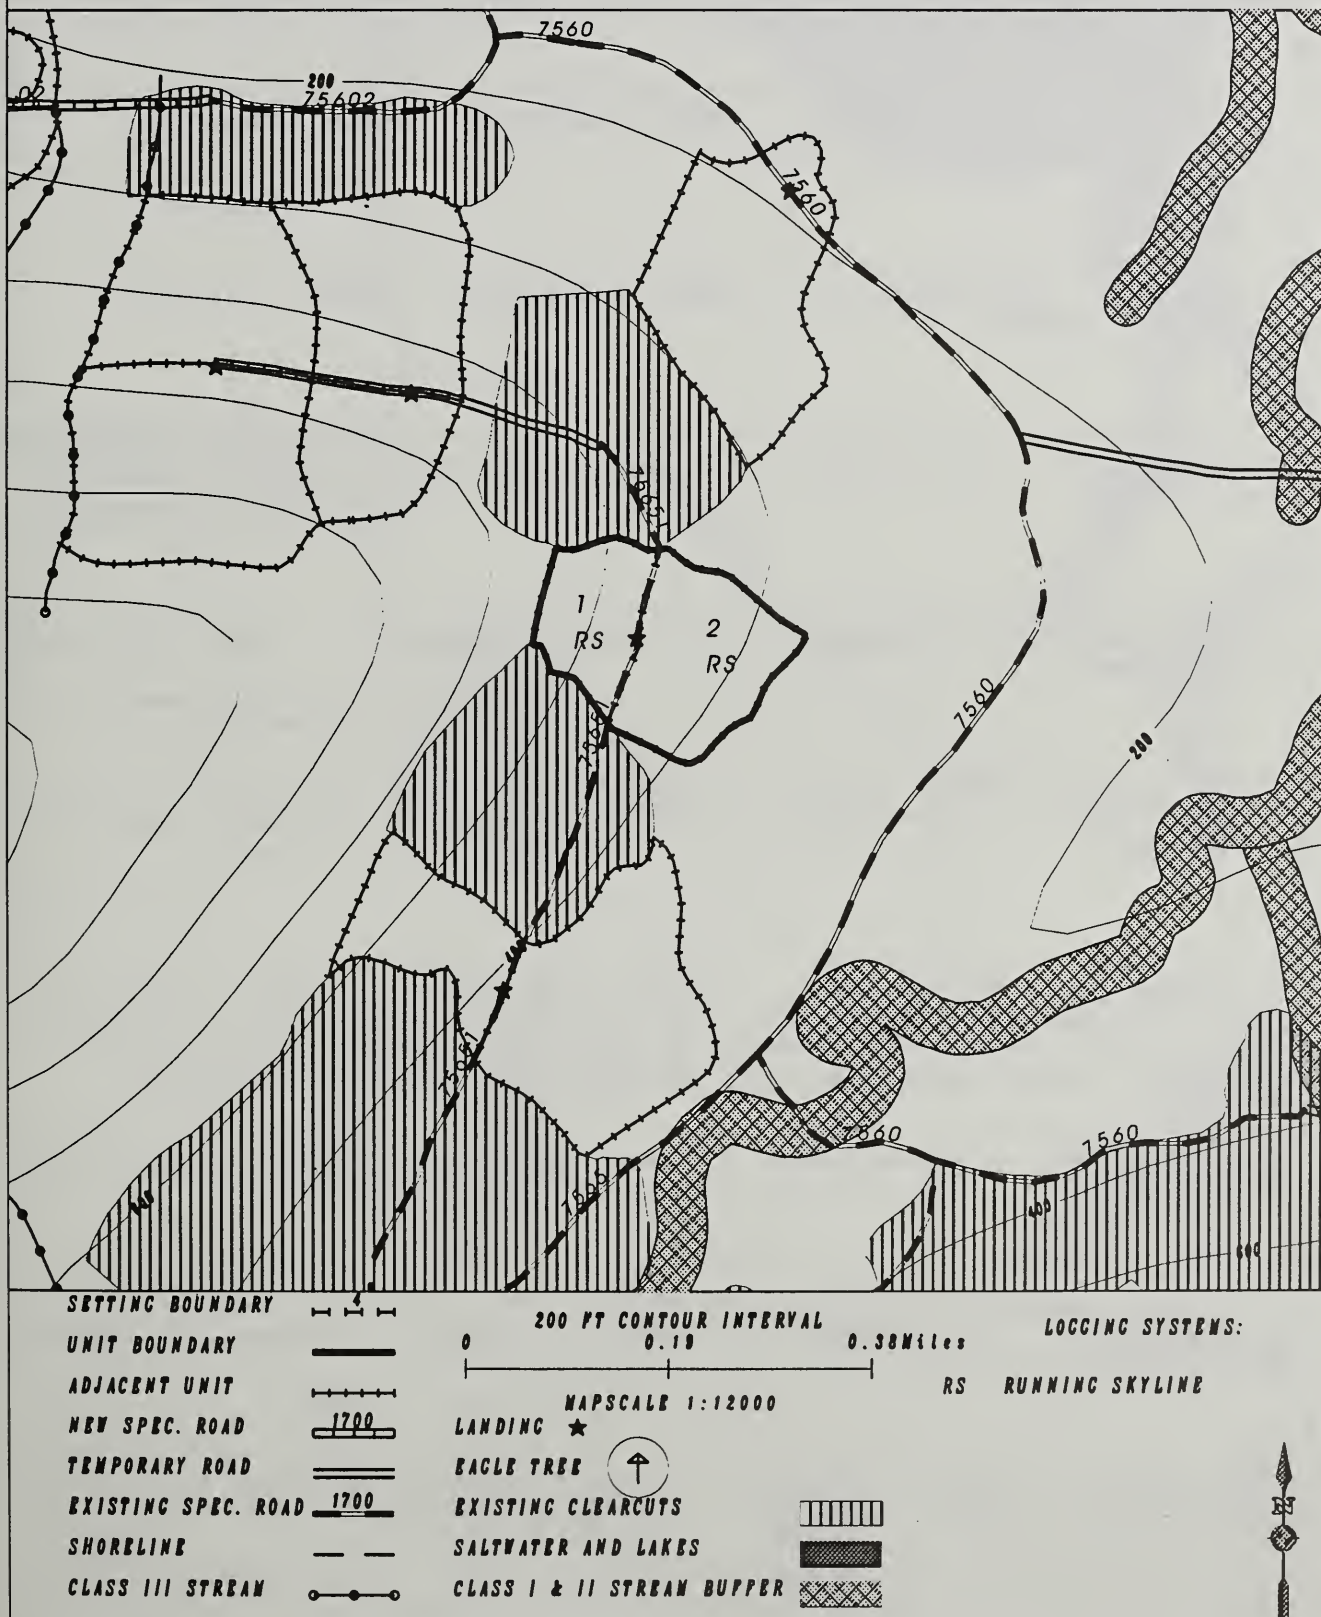 7560
200
75602
02
7560
1
RS
2
RS
7560
200
400
7560
7560
400
SETTING BOUNDARY 4
UNIT BOUNDARY
ADJACENT UNIT
NEW SPEC. ROAD 1700
TEMPORARY ROAD
EXISTING SPEC. ROAD 1700
SHORELINE
CLASS III STREAM
200 FT CONTOUR INTERVAL
0 0.19 0.38Miles
MAPSCALE 1:12000
LANDING
EAGLE TREE
EXISTING CLEARCUTS
SALTWATER AND LAKES
CLASS I & II STREAM BUFFER
LOGGING SYSTEMS:
RS RUNNING SKYLINE
N